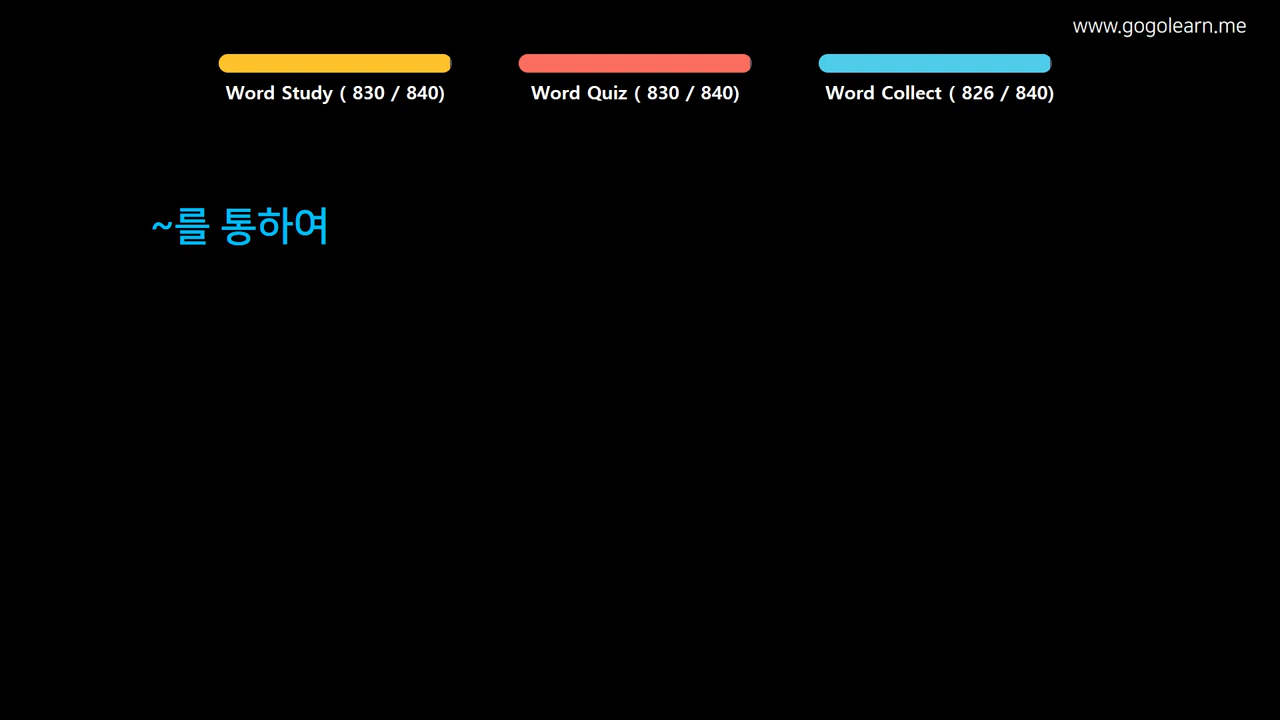 www.gogolearn.me
Word Study ( 830 / 840)
Word Quiz ( 830 / 840)
Word Collect ( 826 / 840)
~를 통하여